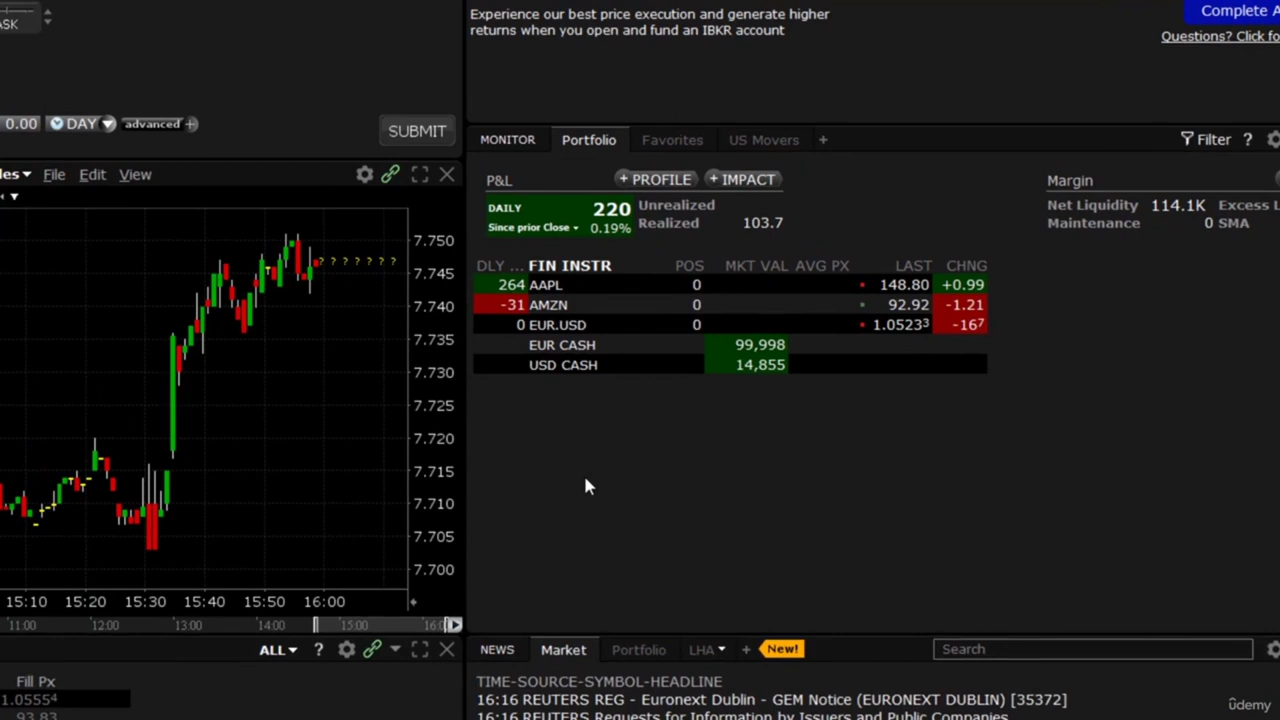 ASK
Experience our best price execution and generate higher
returns when you open and fund an IBKR account
Complete A
Questions? Click fo
0.00 DAY advanced +
SUBMIT
MONITOR Portfolio Favorites US Movers +
Filter ?
les File Edit View
P&L + PROFILE + IMPACT
Margin
DAILY 220 Unrealized
Since prior Close 0.19% Realized 103.7
Net Liquidity 114.1K Excess L
Maintenance 0 SMA
DLY ... FIN INSTR POS MKT VAL AVG PX LAST CHNG
264 AAPL 0 148.80 +0.99
-31 AMZN 0 92.92 -1.21
0 EUR.USD 0 1.0523³ -16⁷
EUR CASH 99,998
USD CASH 14,855
7.750
7.745
7.740
7.735
7.730
7.725
7.720
7.715
7.710
7.705
7.700
? ? ? ? ? ? ?
15:10 15:20 15:30 15:40 15:50 16:00
11:00 12:00 13:00 14:00 15:00 16:0
ALL ?
NEWS Market Portfolio LHA + New!
Search
Fill Px
1.0555⁴
93.83
TIME-SOURCE-SYMBOL-HEADLINE
16:16 REUTERS REG - Euronext Dublin - GEM Notice (EURONEXT DUBLIN) [35372]
16:16 REUTERS Requests for Information by Issuers and Public Companies
Udemy